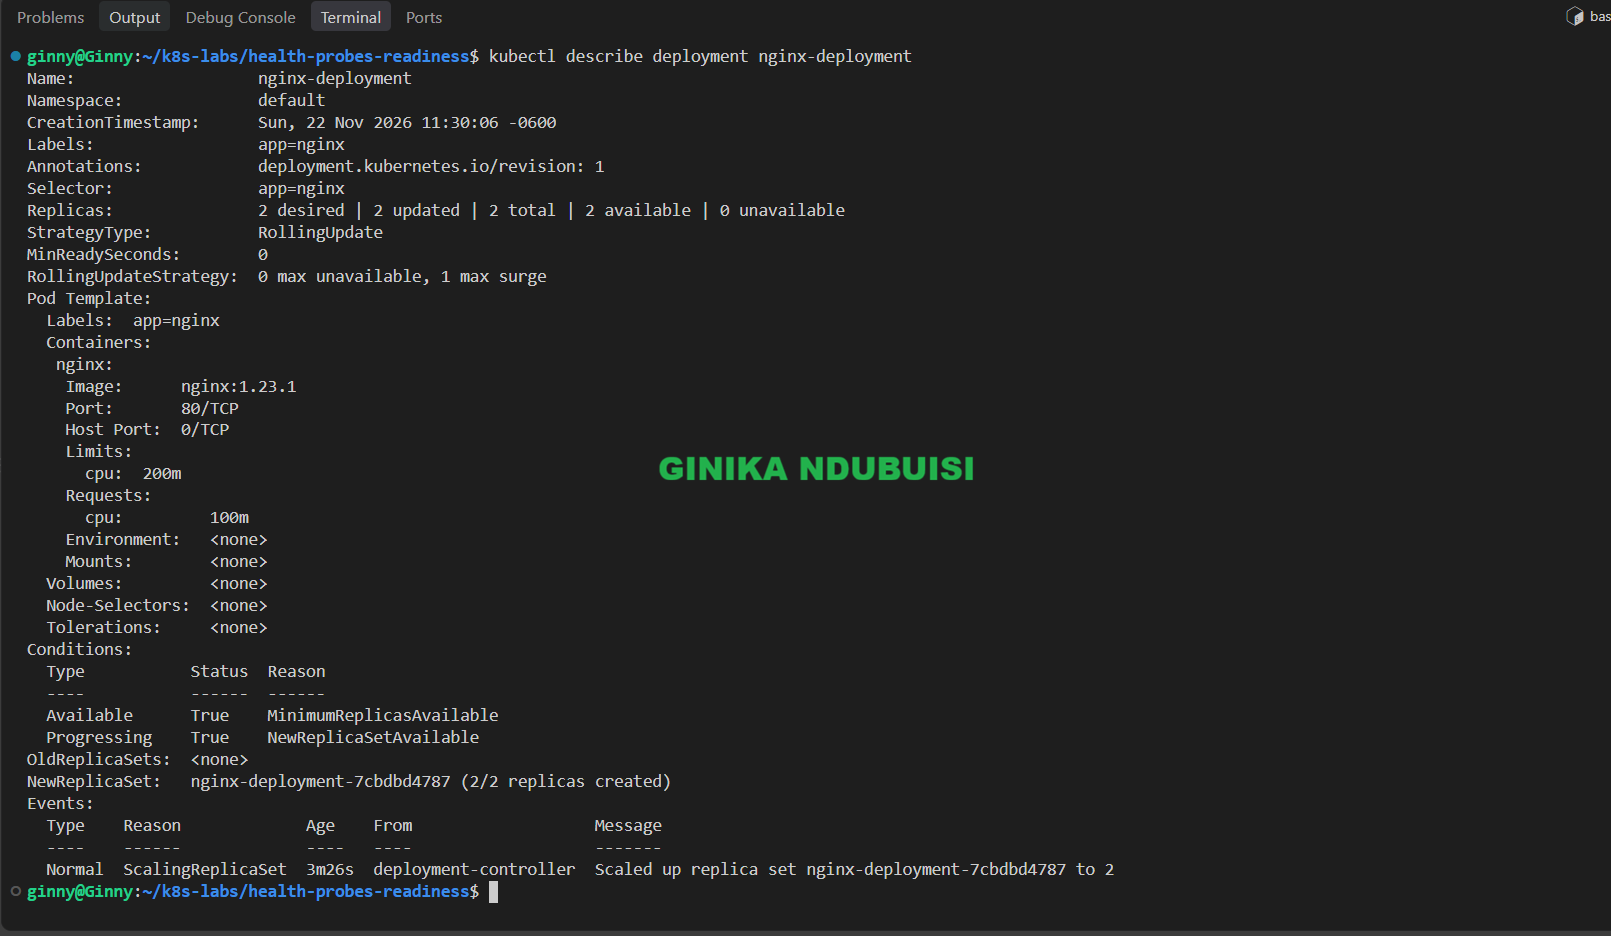 Problems Output Debug Console Terminal Ports bas
ginny@Ginny:~/k8s-labs/health-probes-readiness$ kubectl describe deployment nginx-deployment
Name: nginx-deployment
Namespace: default
CreationTimestamp: Sun, 22 Nov 2026 11:30:06 -0600
Labels: app=nginx
Annotations: deployment.kubernetes.io/revision: 1
Selector: app=nginx
Replicas: 2 desired | 2 updated | 2 total | 2 available | 0 unavailable
StrategyType: RollingUpdate
MinReadySeconds: 0
RollingUpdateStrategy: 0 max unavailable, 1 max surge
Pod Template:
Labels: app=nginx
Containers:
nginx:
Image: nginx:1.23.1
Port: 80/TCP
Host Port: 0/TCP
Limits:
cpu: 200m
GINIKA NDUBUISI
Requests:
cpu: 100m
Environment: <none>
Mounts: <none>
Volumes: <none>
Node-Selectors: <none>
Tolerations: <none>
Conditions:
Type Status Reason
---- ------ ------
Available True MinimumReplicasAvailable
Progressing True NewReplicaSetAvailable
OldReplicaSets: <none>
NewReplicaSet: nginx-deployment-7cbdbd4787 (2/2 replicas created)
Events:
Type Reason Age From Message
---- ------ ---- ---- -------
Normal ScalingReplicaSet 3m26s deployment-controller Scaled up replica set nginx-deployment-7cbdbd4787 to 2
ginny@Ginny:~/k8s-labs/health-probes-readiness$